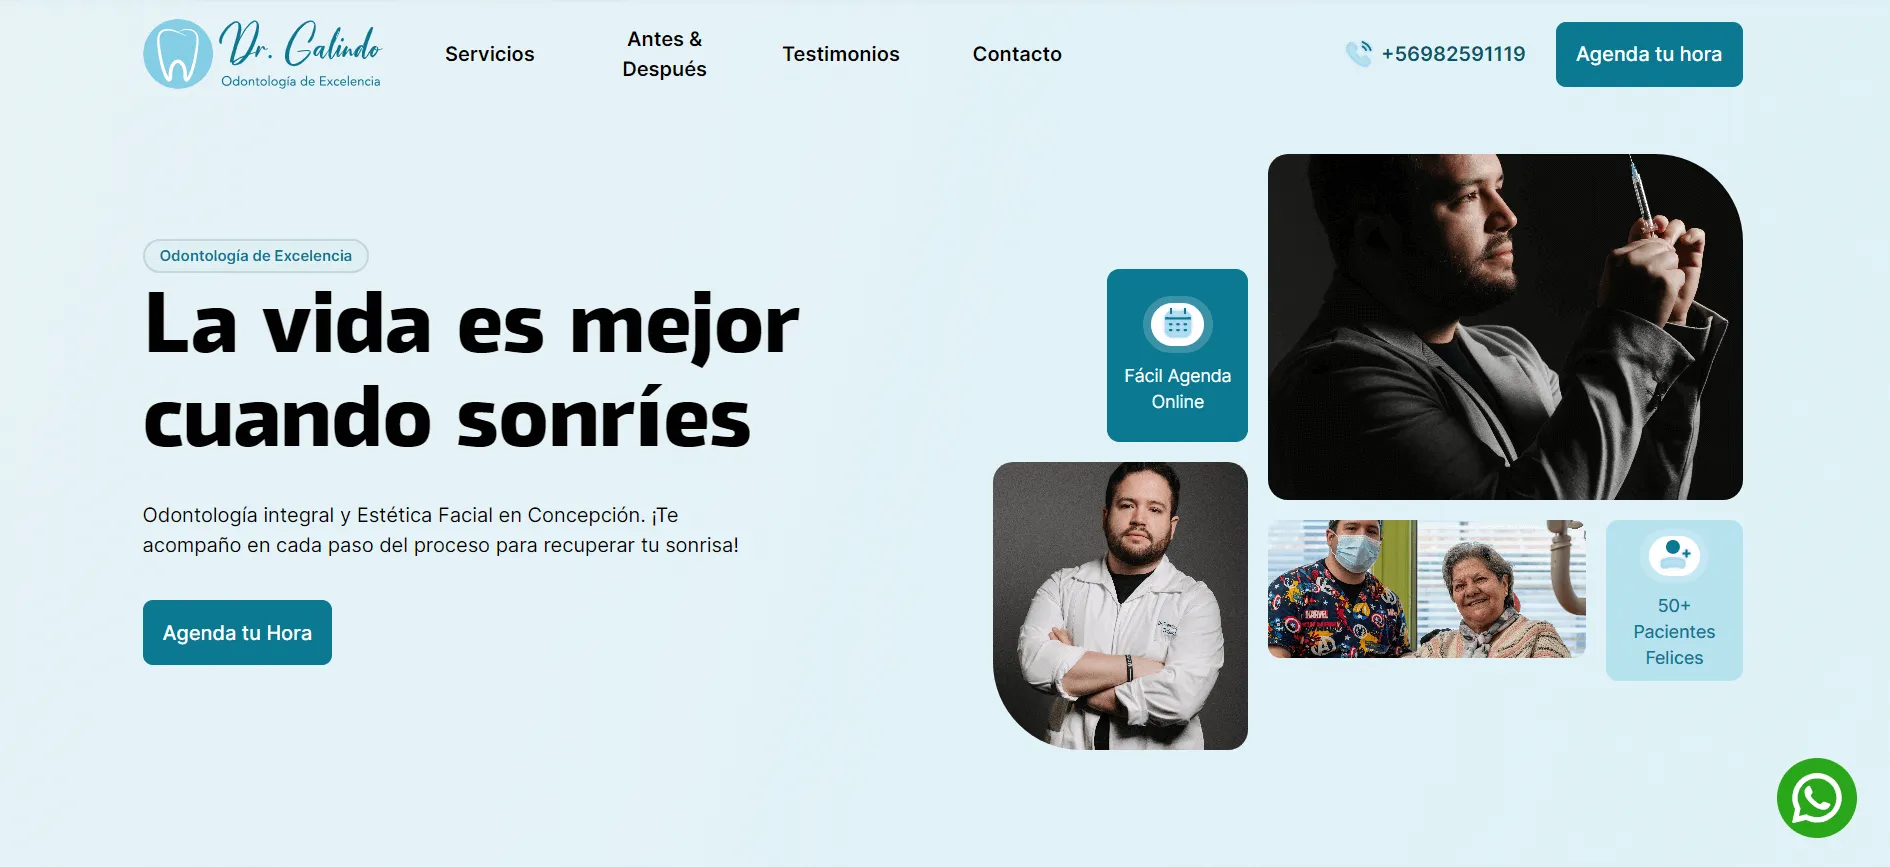 Dr. Galindo
Odontología de Excelencia
Servicios
Antes &
Después
Testimonios
Contacto
+56982591119
Agenda tu hora
Odontología de Excelencia
La vida es mejor
cuando sonríes
Odontología integral y Estética Facial en Concepción. ¡Te
acompaño en cada paso del proceso para recuperar tu sonrisa!
Agenda tu Hora
Fácil Agenda
Online
50+
Pacientes
Felices
MARVEL